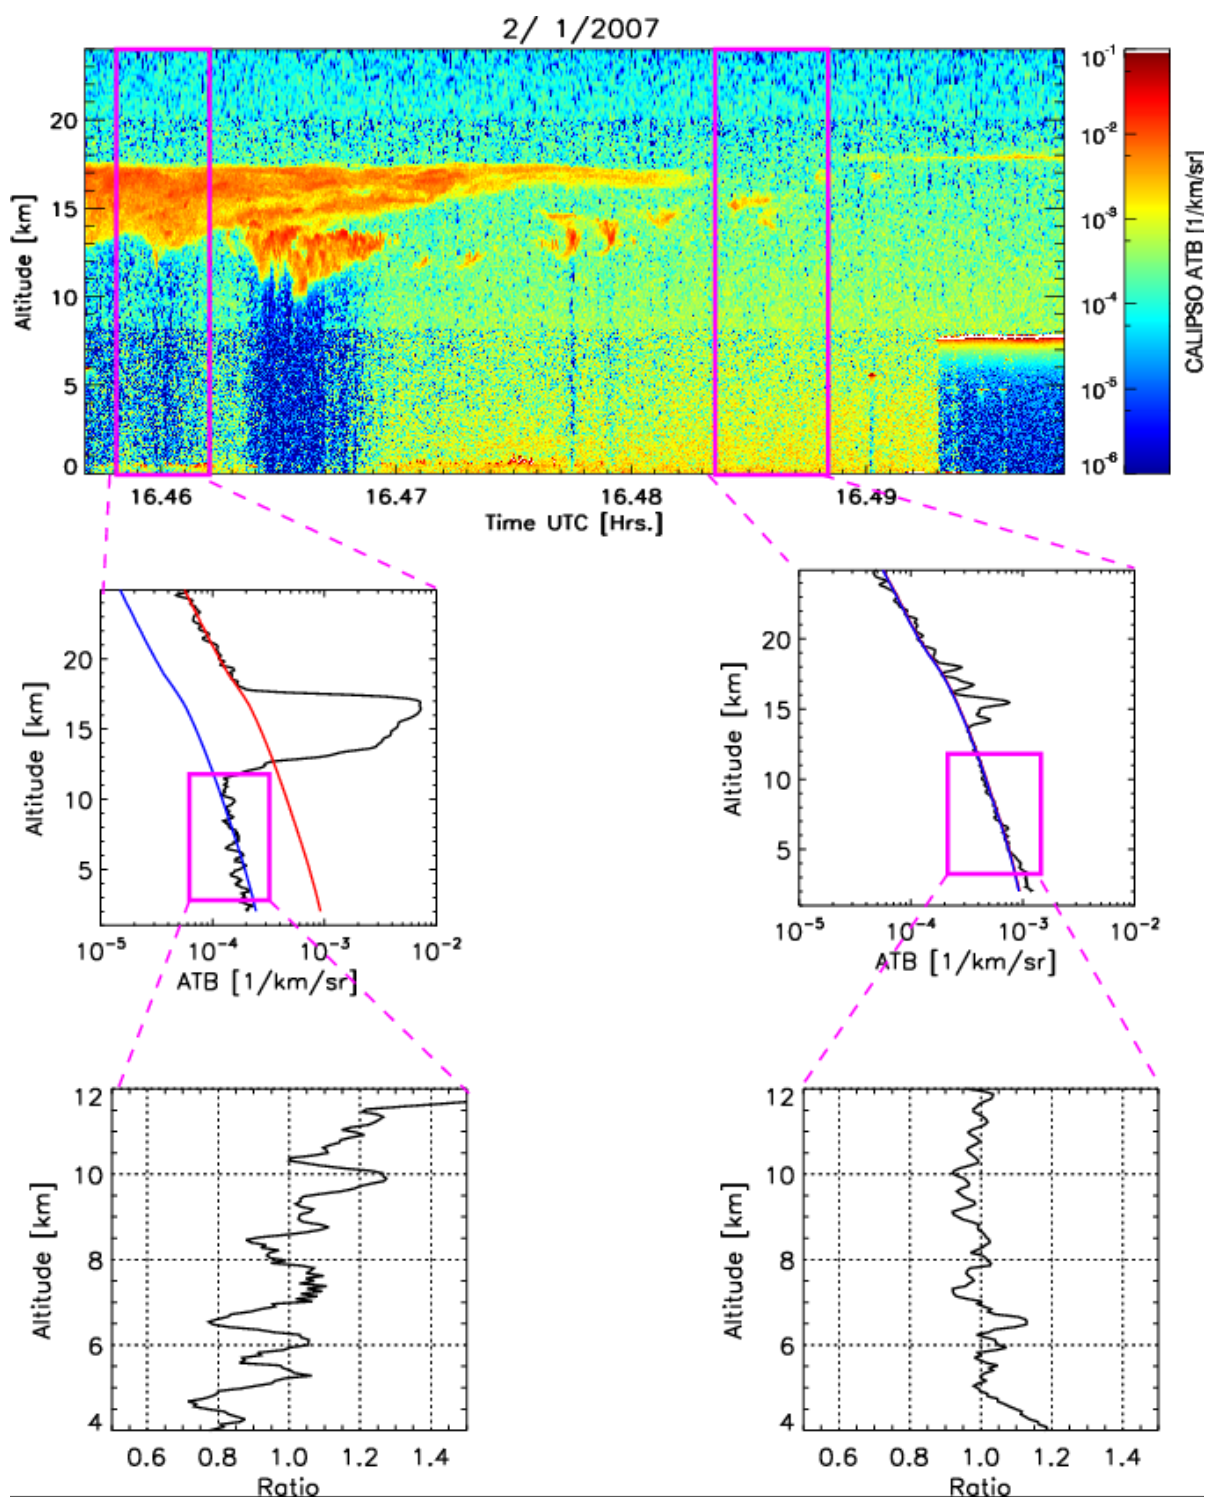 2/ 1/2007
Altitude [km]
20
15
10
5
0
16.46 16.47 16.48 16.49
Time UTC [Hrs.]
10^-1
10^-2
10^-3
10^-4
10^-5
10^-6
CALIPSO ATB [1/km/sr]
Altitude [km]
20
15
10
5
10^-5 10^-4 10^-3 10^-2
ATB [1/km/sr]
Altitude [km]
20
15
10
5
10^-5 10^-4 10^-3 10^-2
ATB [1/km/sr]
Altitude [km]
12
10
8
6
4
0.6 0.8 1.0 1.2 1.4
Ratio
Altitude [km]
12
10
8
6
4
0.6 0.8 1.0 1.2 1.4
Ratio